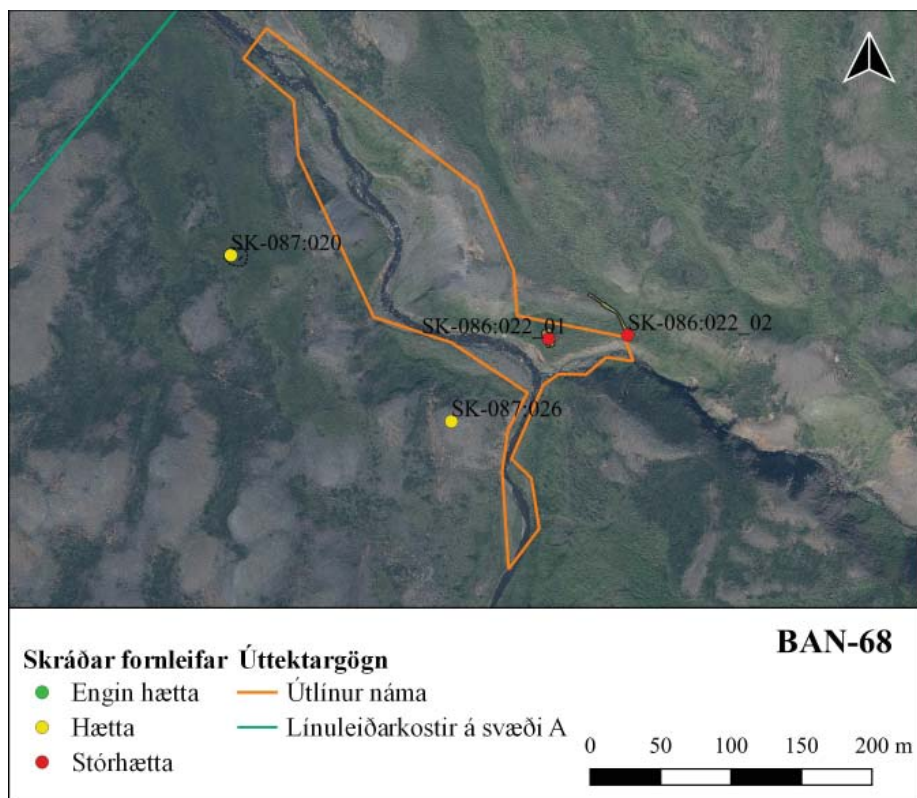 SK-087:020
SK-086:022_01
SK-086:022_02
SK-087:026
BAN-68
Skráðar fornleifar
Engin hætta
Hætta
Stórhætta
Úttektargögn
Útlínur náma
Línuleiðarkostir á svæði A
0 50 100 150 200 m